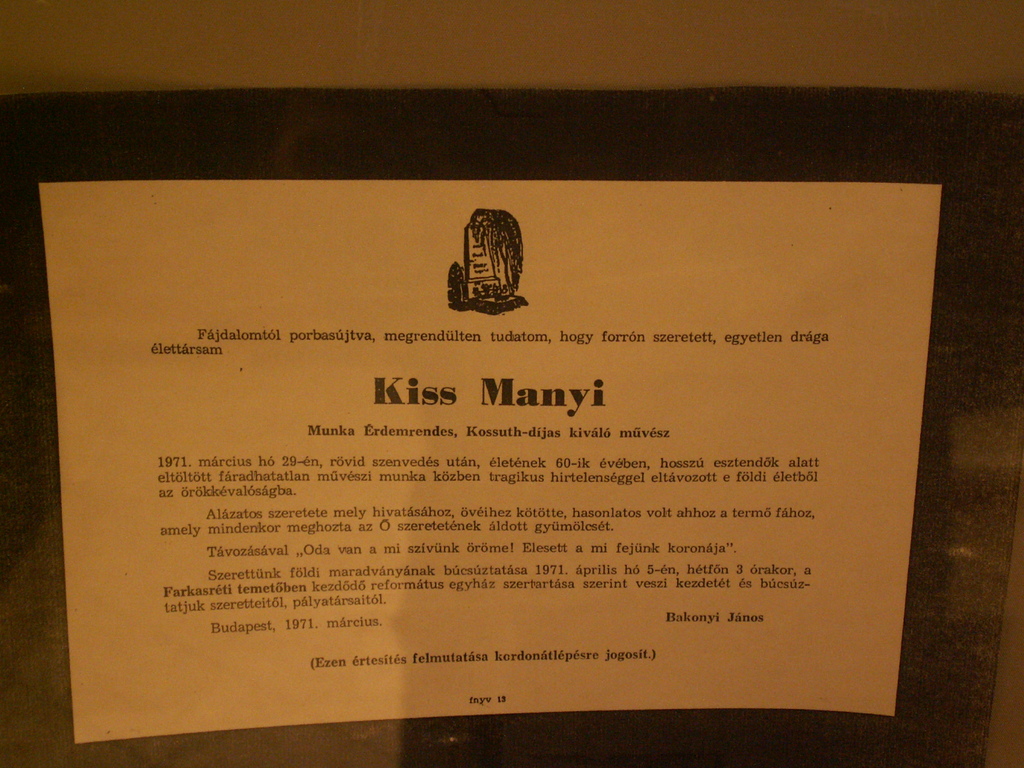 Fájdalomtól porbasújtva, megrendülten tudatom, hogy forrón szeretett, egyetlen drága
élettársam
Kiss Manyi
Munka Érdemrendes, Kossuth-díjas kiváló művész
1971. március hó 29-én, rövid szenvedés után, életének 60-ik évében, hosszú esztendők alatt
eltöltött fáradhatatlan művészi munka közben tragikus hirtelenséggel eltávozott e földi életből
az örökkévalóságba.
Alázatos szeretete mely hivatásához, övéihez kötötte, hasonlatos volt ahhoz a termő fához,
amely mindenkor meghozta az Ő szeretetének áldott gyümölcsét.
Távozásával „Oda van a mi szívünk öröme! Elesett a mi fejünk koronája”.
Szerettünk földi maradványának búcsúztatása 1971. április hó 5-én, hétfőn 3 órakor, a
Farkasréti temetőben kezdődő református egyház szertartása szerint veszi kezdetét és búcsúz-
tatjuk szeretteitől, pályatársaitól.
Budapest, 1971. március.
Bakonyi János
(Ezen értesítés felmutatása kordonátlépésre jogosít.)
fnyv 13